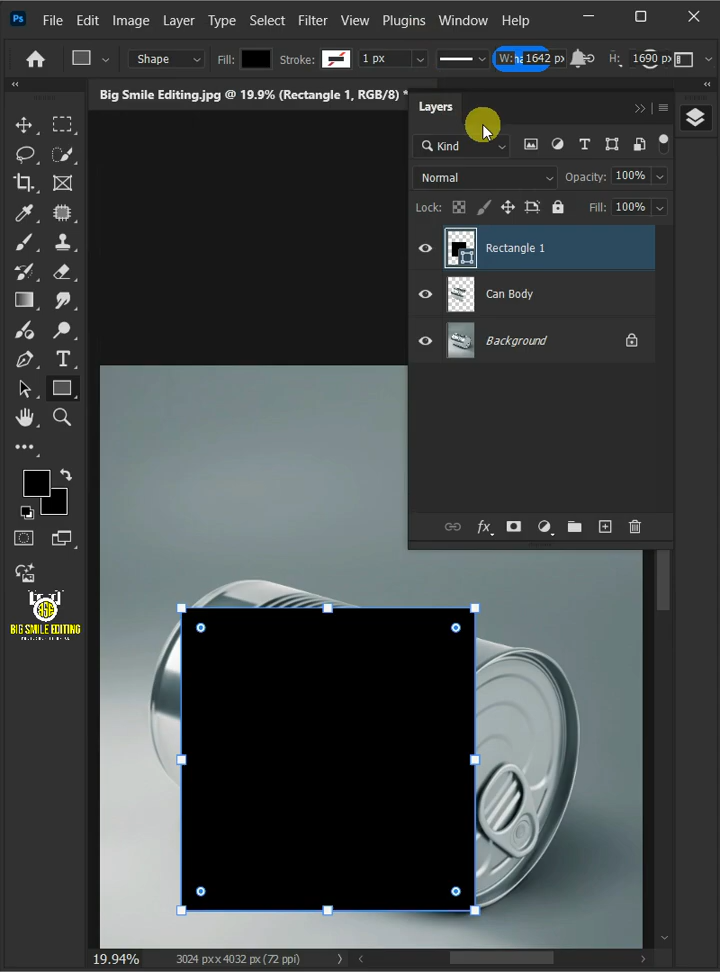 Ps File Edit Image Layer Type Select Filter View Plugins Window Help
Shape Fill: Stroke: 1 px W: 1642 px H: 1690 px
Big Smile Editing.jpg @ 19.9% (Rectangle 1, RGB/8) *
Layers
Kind
Normal Opacity: 100%
Lock: Fill: 100%
Rectangle 1
Can Body
Background
fx
BIG SMILE EDITING
19.94% 3024 px x 4032 px (72 ppi)